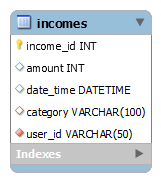 incomes
income_id INT
amount INT
date_time DATETIME
category VARCHAR(100)
user_id VARCHAR(50)
Indexes